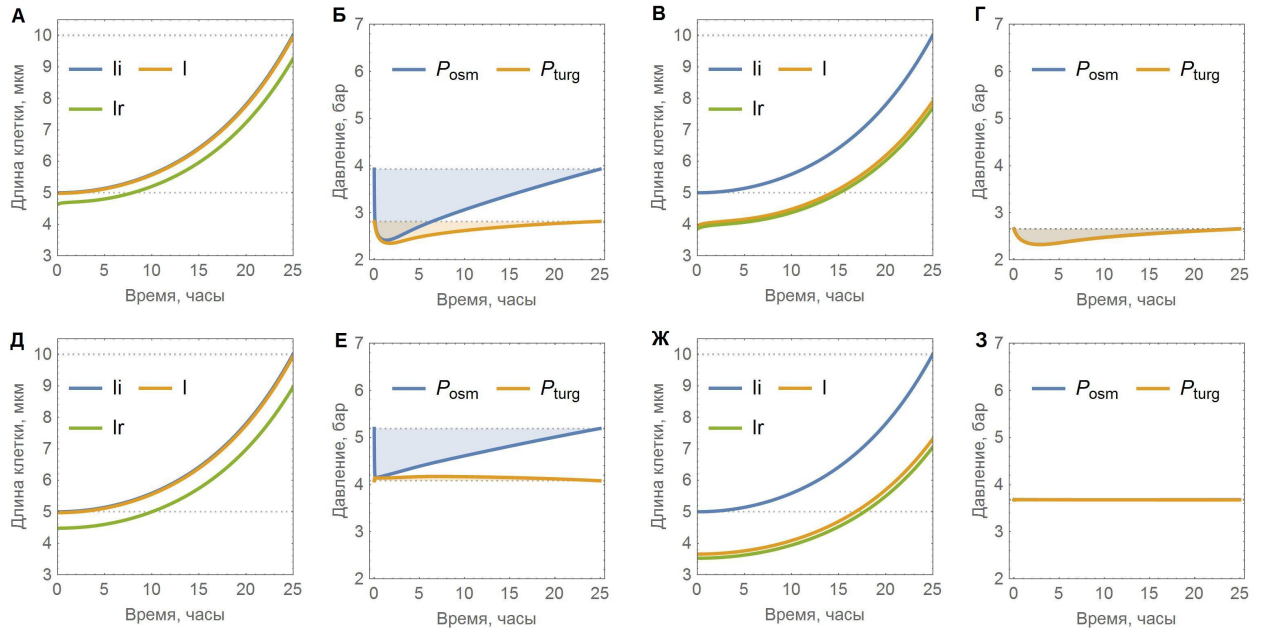 А
10
9
8
7
6
5
4
3
li
l
lr
0
5
10
15
20
25
Длина клетки, мкм
Время, часы
Б
7
6
5
4
3
2
Posm
Pturg
0
5
10
15
20
25
Давление, бар
Время, часы
В
10
9
8
7
6
5
4
3
li
l
lr
0
5
10
15
20
25
Длина клетки, мкм
Время, часы
Г
7
6
5
4
3
2
Posm
Pturg
0
5
10
15
20
25
Давление, бар
Время, часы
Д
10
9
8
7
6
5
4
3
li
l
lr
0
5
10
15
20
25
Длина клетки, мкм
Время, часы
Е
7
6
5
4
3
2
Posm
Pturg
0
5
10
15
20
25
Давление, бар
Время, часы
Ж
10
9
8
7
6
5
4
3
li
l
lr
0
5
10
15
20
25
Длина клетки, мкм
Время, часы
З
7
6
5
4
3
2
Posm
Pturg
0
5
10
15
20
25
Давление, бар
Время, часы